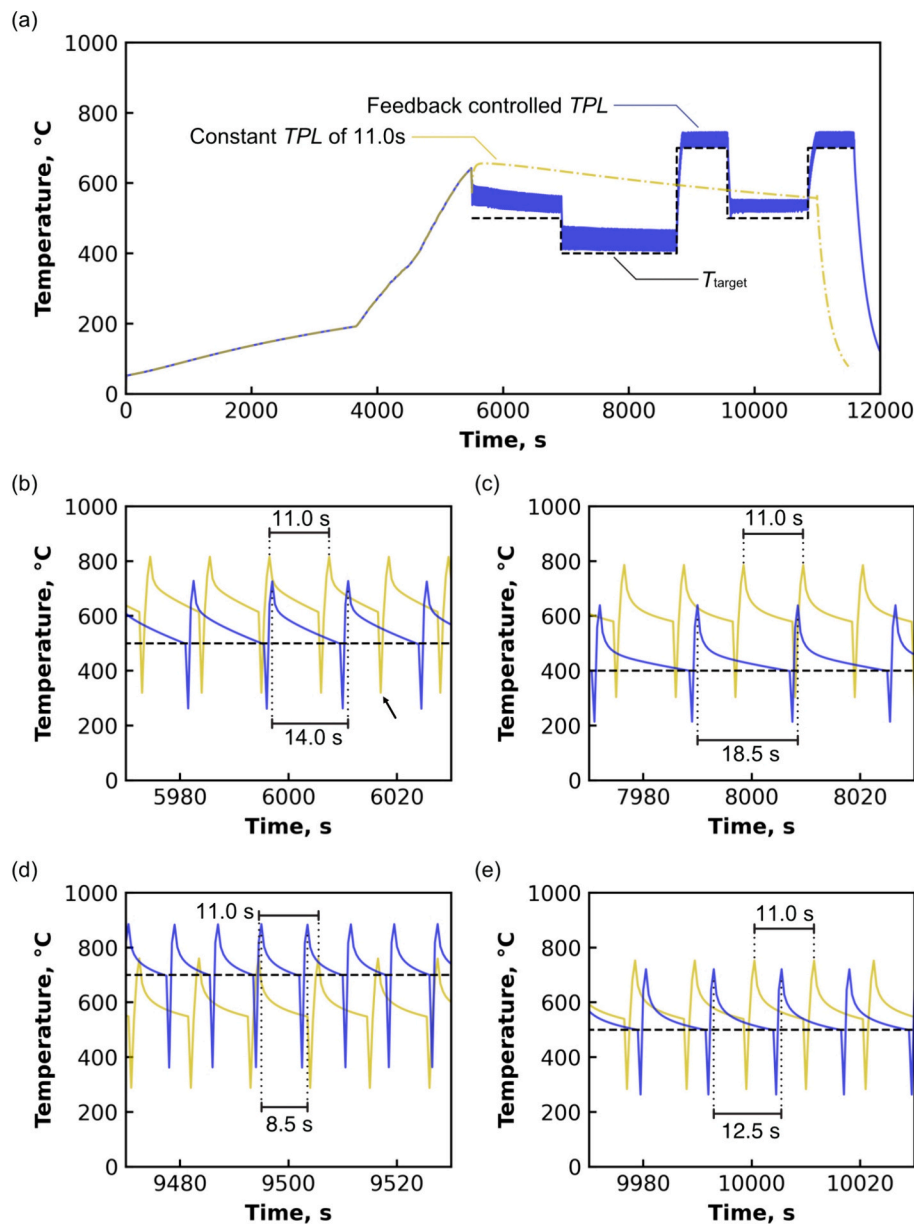 (a)
1000
800
600
400
200
0
Temperature, °C
Feedback controlled TPL
Constant TPL of 11.0s
Ttarget
0 2000 4000 6000 8000 10000 12000
Time, s
(b)
1000
800
600
400
200
0
Temperature, °C
11.0 s
14.0 s
5980 6000 6020
Time, s
(c)
1000
800
600
400
200
0
Temperature, °C
11.0 s
18.5 s
7980 8000 8020
Time, s
(d)
1000
800
600
400
200
0
Temperature, °C
11.0 s
8.5 s
9480 9500 9520
Time, s
(e)
1000
800
600
400
200
0
Temperature, °C
11.0 s
12.5 s
9980 10000 10020
Time, s